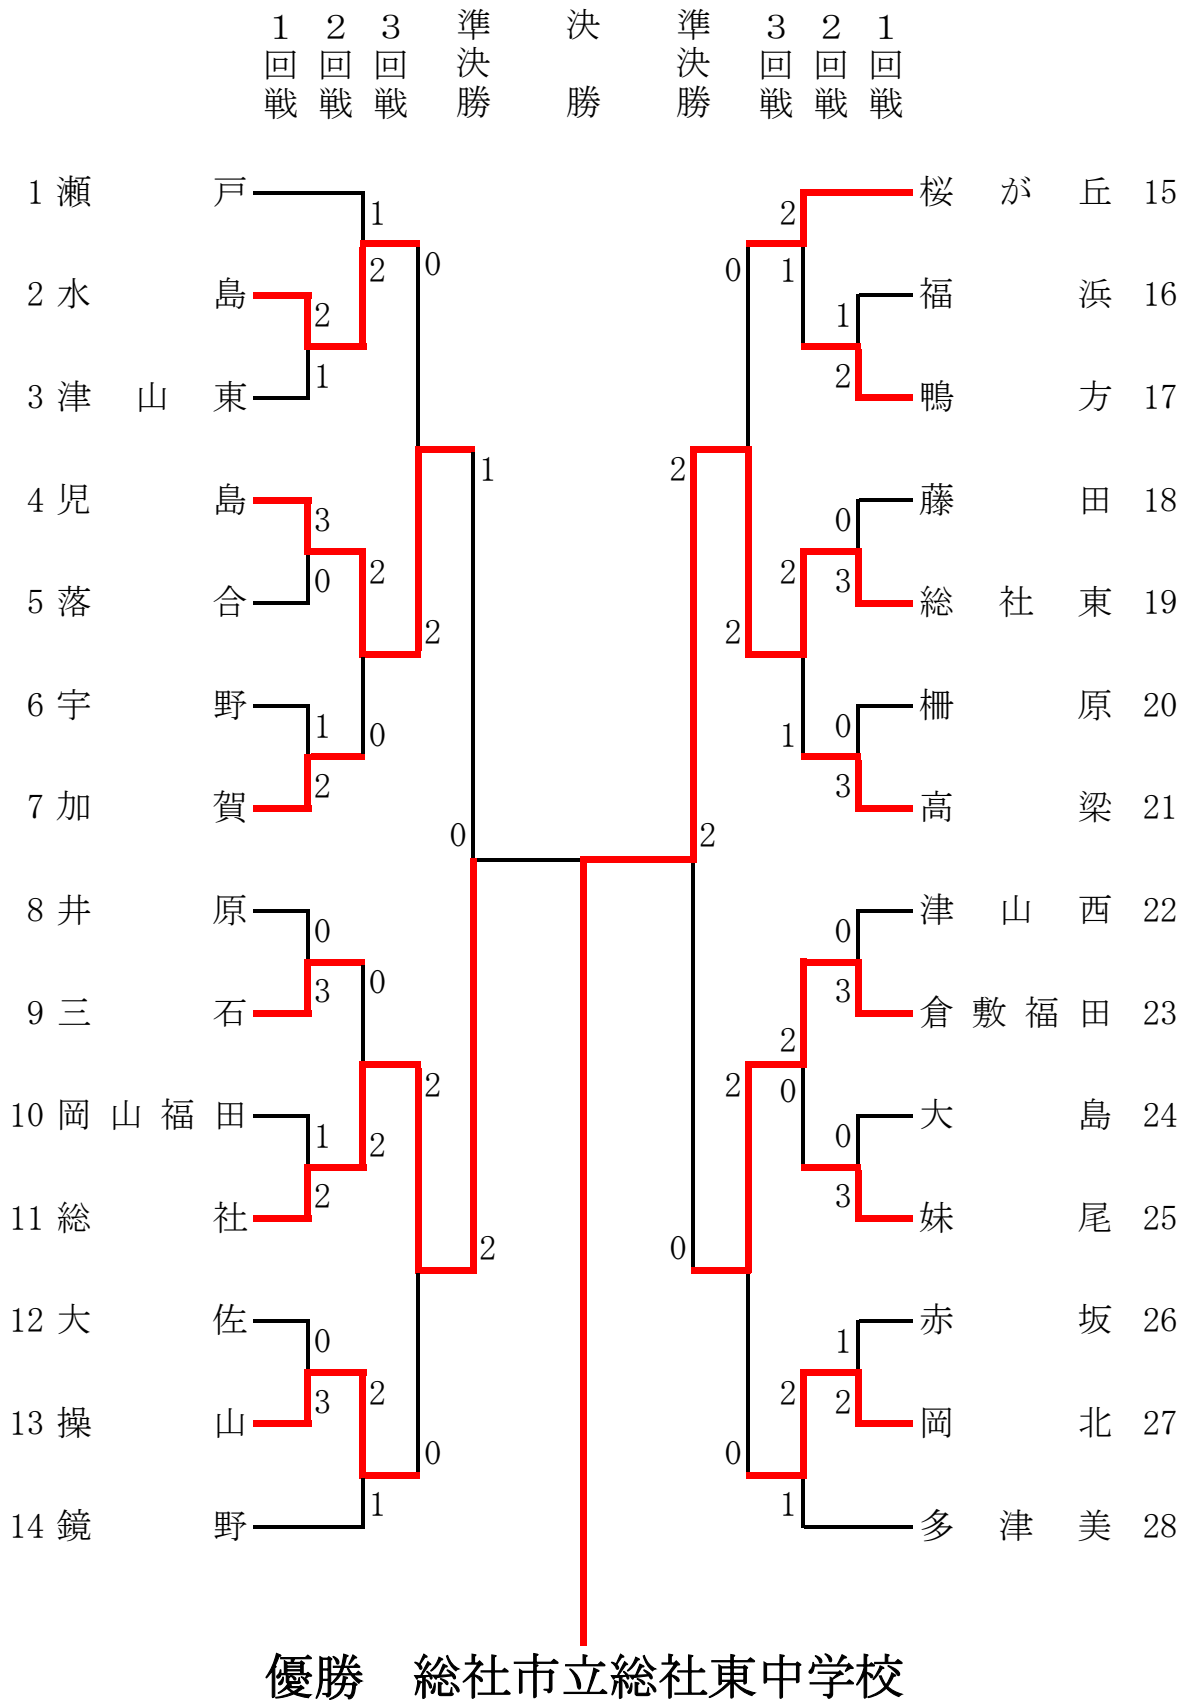 1回戦 2回戦 3回戦 準決勝 決勝 準決勝 3回戦 2回戦 1回戦
1 瀬戸 桜が丘 15
1 2
2 0 0 1
2 水島 福浜 16
2 1
1 2
3 津山東 鴨方 17
1 2
4 児島 藤田 18
3 0
0 2 2 3
5 落合 総社東 19
2 2
6 宇野 柵原 20
1 0 1 0
2 3
7 加賀 高梁 21
0 2
8 井原 津山西 22
0 0
3 0 3
9 三石 倉敷福田 23
2
2 2 0
10 岡山福田 大島 24
1 2 0
2 3
11 総社 妹尾 25
2 0
12 大佐 赤坂 26
0 1
3 2 2 2
13 操山 岡北 27
0 0
1 1
14 鏡野 多津美 28
優勝 総社市立総社東中学校